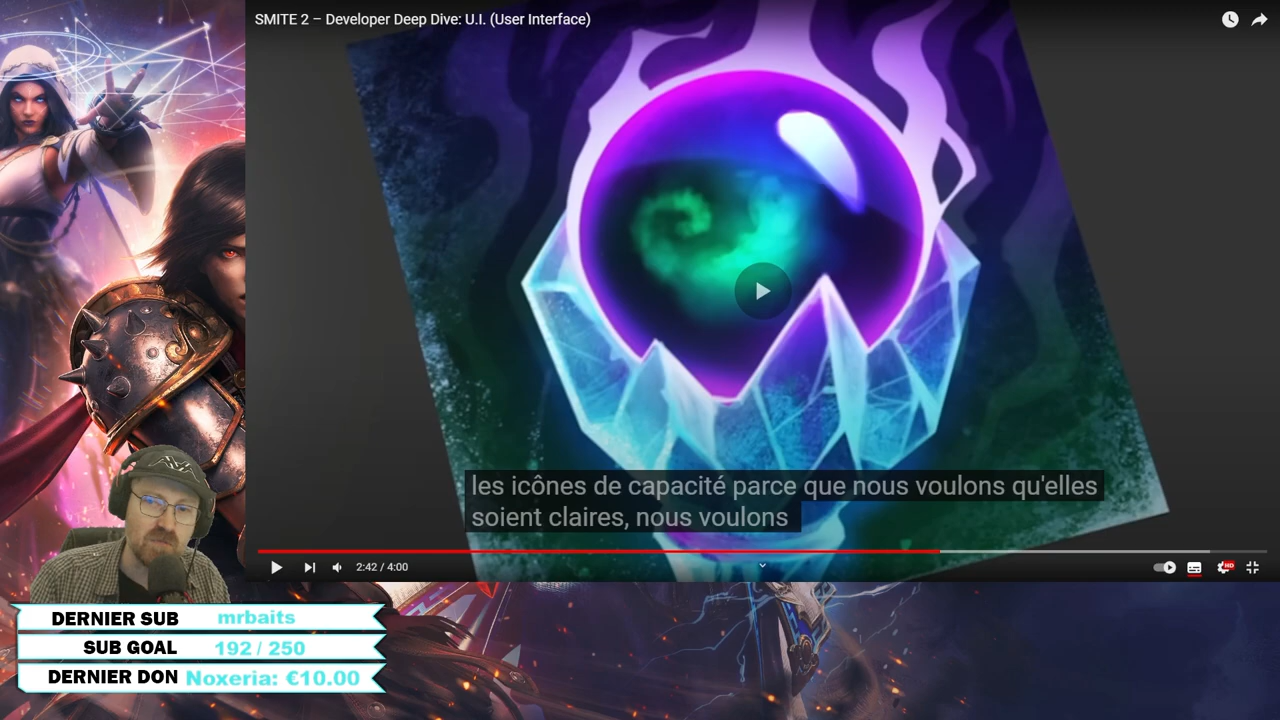 SMITE 2 – Developer Deep Dive: U.I. (User Interface)
les icônes de capacité parce que nous voulons qu'elles
soient claires, nous voulons
2:42 / 4:00
HD
DERNIER SUB mrbaits
SUB GOAL 192 / 250
DERNIER DON Noxeria: €10.00